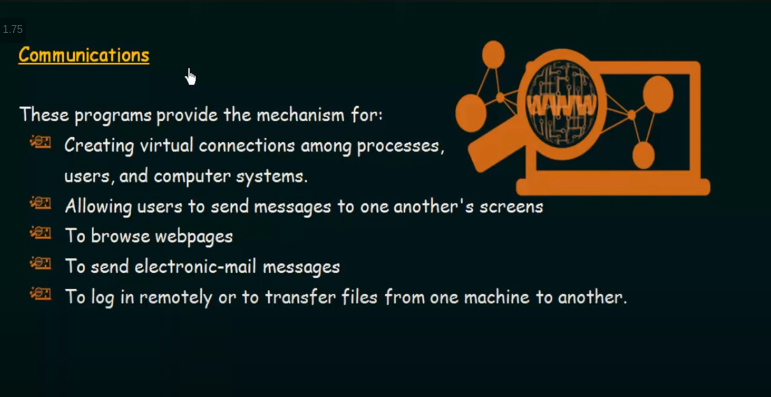 1.75
Communications
These programs provide the mechanism for:
Creating virtual connections among processes,
users, and computer systems.
Allowing users to send messages to one another's screens
To browse webpages
To send electronic-mail messages
To log in remotely or to transfer files from one machine to another.
WWW